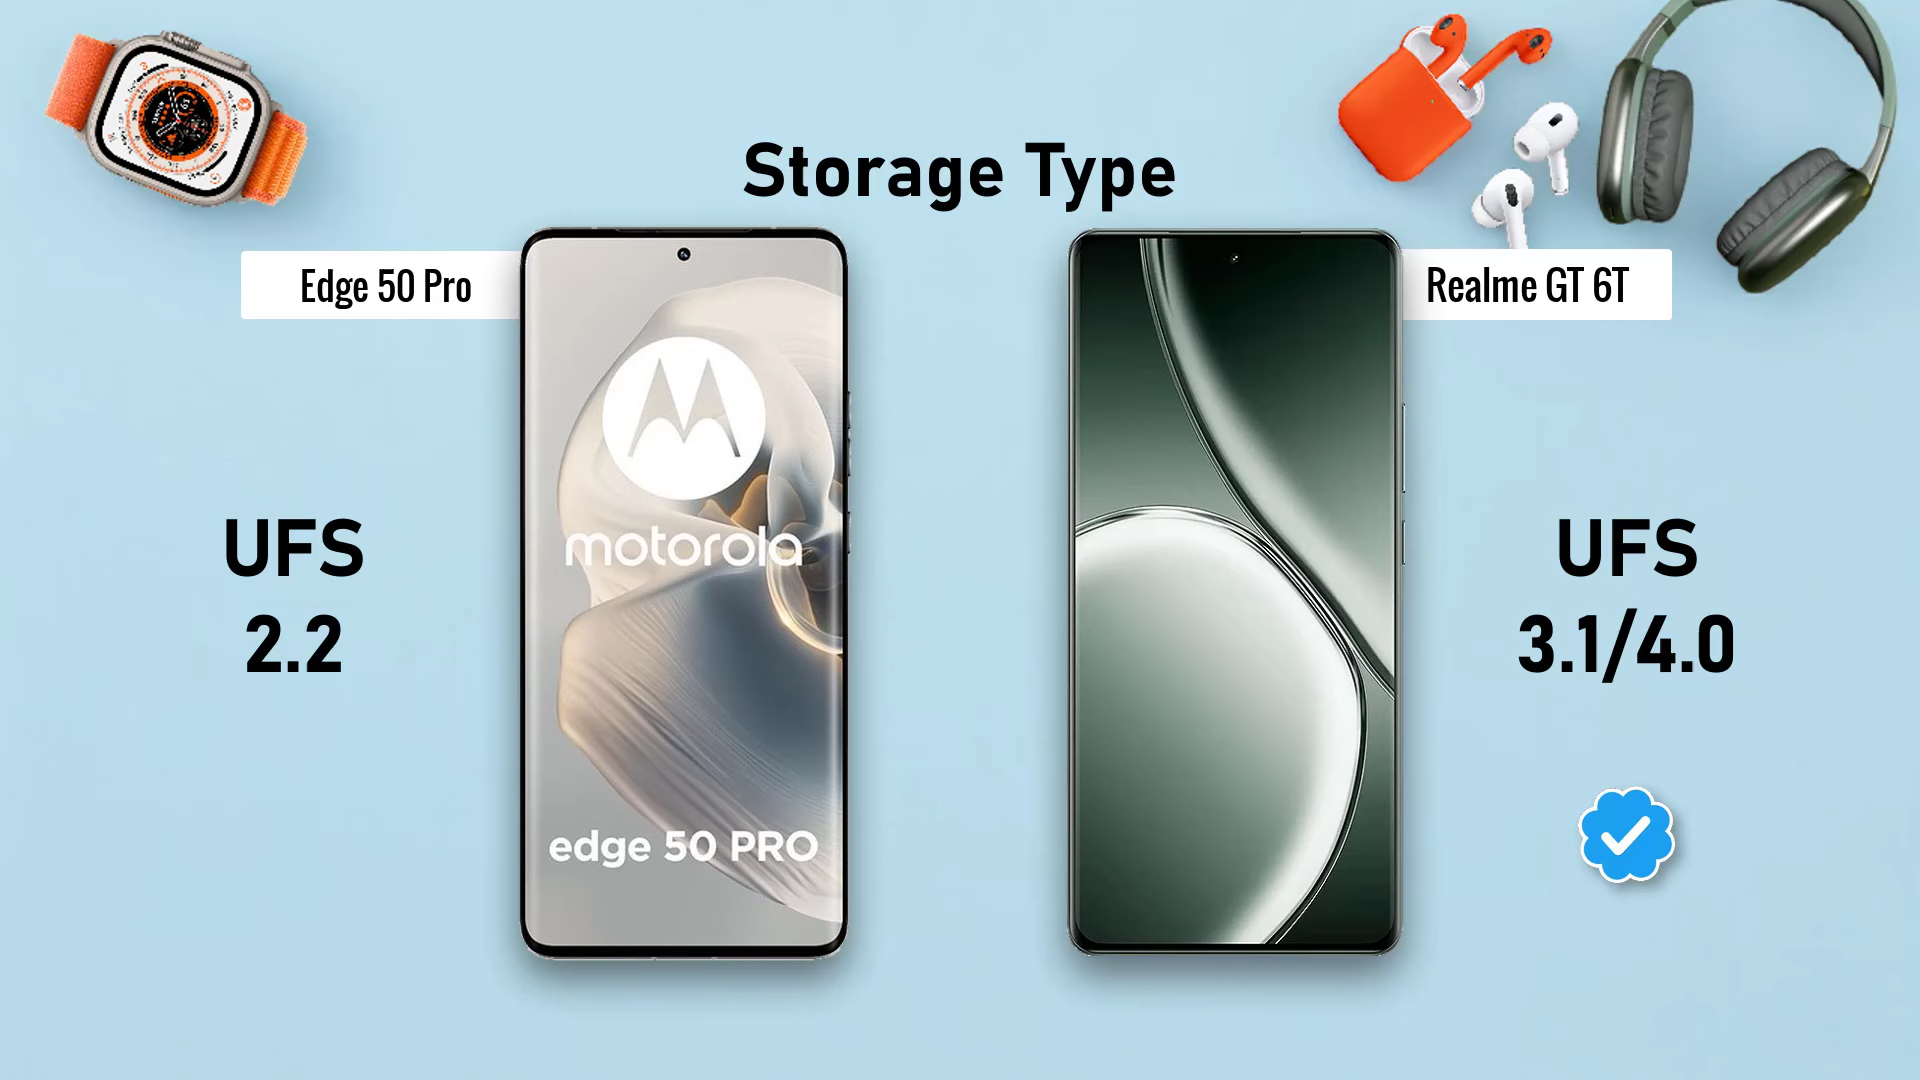 Storage Type
Edge 50 Pro
Realme GT 6T
motorola
UFS
2.2
UFS
3.1/4.0
edge 50 PRO